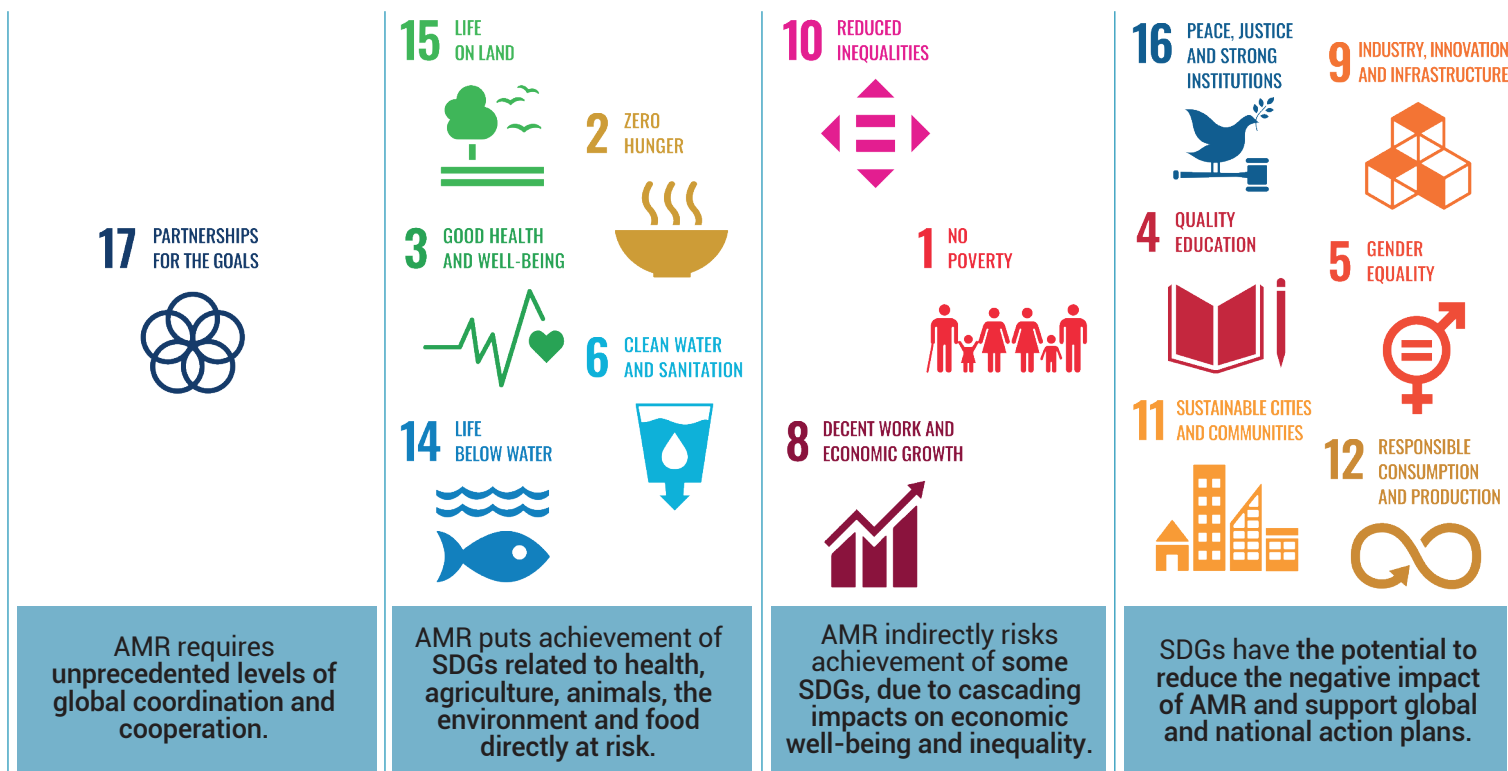 17 PARTNERSHIPS
FOR THE GOALS
AMR requires
unprecedented levels of
global coordination and
cooperation.
15 LIFE
ON LAND
2 ZERO
HUNGER
3 GOOD HEALTH
AND WELL-BEING
6 CLEAN WATER
AND SANITATION
14 LIFE
BELOW WATER
AMR puts achievement of
SDGs related to health,
agriculture, animals, the
environment and food
directly at risk.
10 REDUCED
INEQUALITIES
1 NO
POVERTY
8 DECENT WORK AND
ECONOMIC GROWTH
AMR indirectly risks
achievement of some
SDGs, due to cascading
impacts on economic
well-being and inequality.
16 PEACE, JUSTICE
AND STRONG
INSTITUTIONS
9 INDUSTRY, INNOVATION
AND INFRASTRUCTURE
4 QUALITY
EDUCATION
5 GENDER
EQUALITY
11 SUSTAINABLE CITIES
AND COMMUNITIES
12 RESPONSIBLE
CONSUMPTION
AND PRODUCTION
SDGs have the potential to
reduce the negative impact
of AMR and support global
and national action plans.